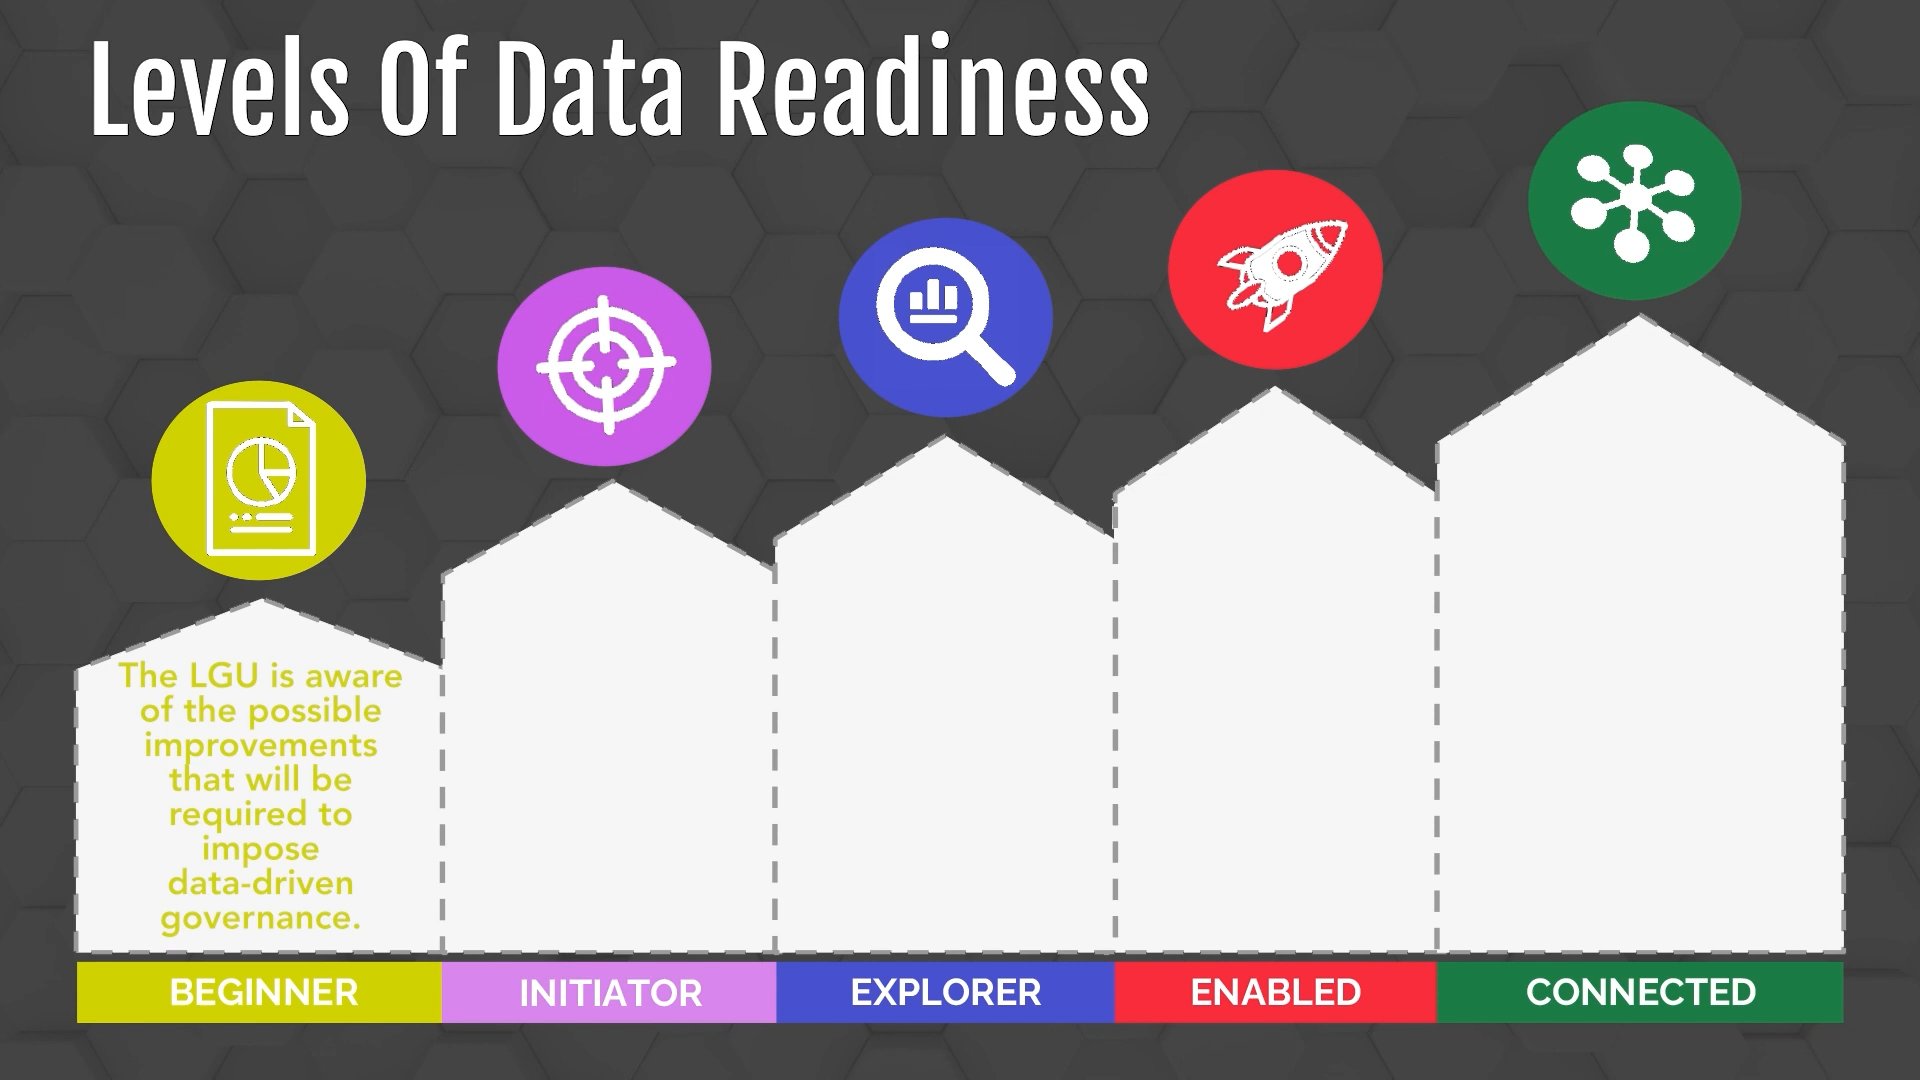 Levels Of Data Readiness
The LGU is aware
of the possible
improvements
that will be
required to
impose
data-driven
governance.
BEGINNER
INITIATOR
EXPLORER
ENABLED
CONNECTED